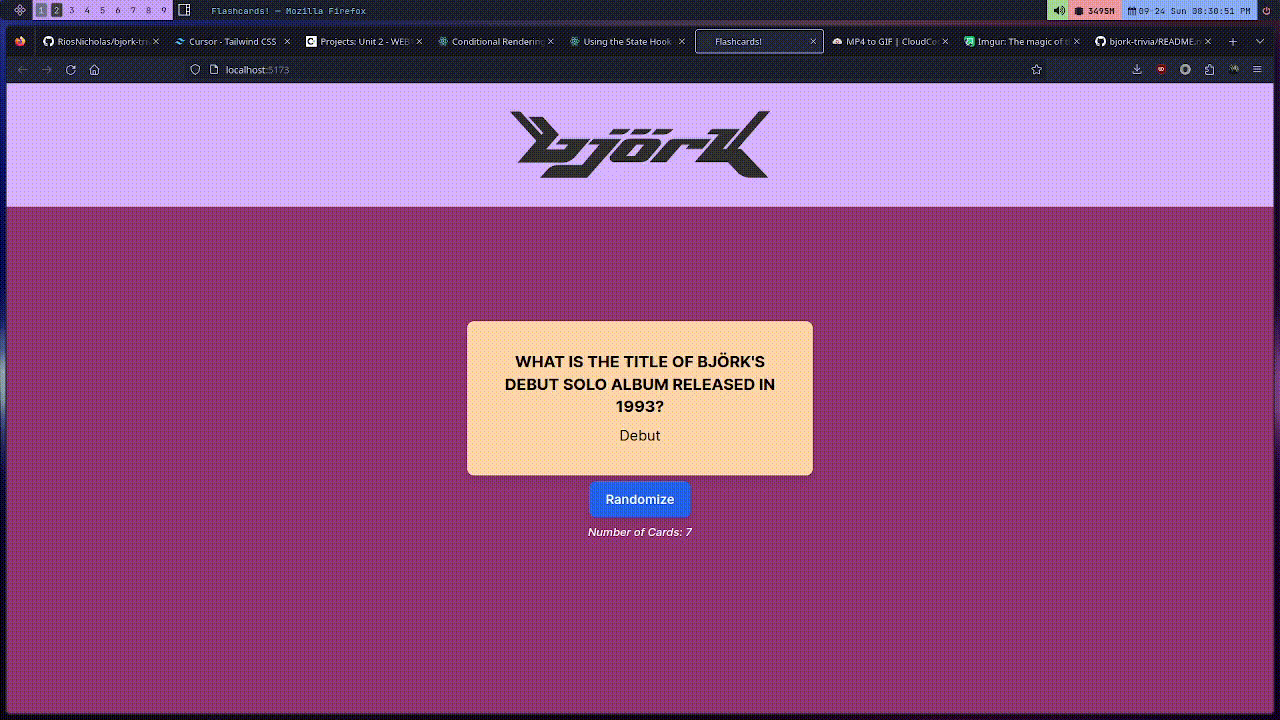 1 2 3 4 5 6 7 8 9
Flashcards! — Mozilla Firefox
3495M
09-24 Sun 08:30:51 PM
RiosNicholas/bjork-tri
Cursor - Tailwind CSS
Projects: Unit 2 - WEB
Conditional Renderin
Using the State Hook
Flashcards!
MP4 to GIF | CloudCo
Imgur: The magic of t
bjork-trivia/README.
localhost:5173
björk
WHAT IS THE TITLE OF BJÖRK'S
DEBUT SOLO ALBUM RELEASED IN
1993?
Debut
Randomize
Number of Cards: 7